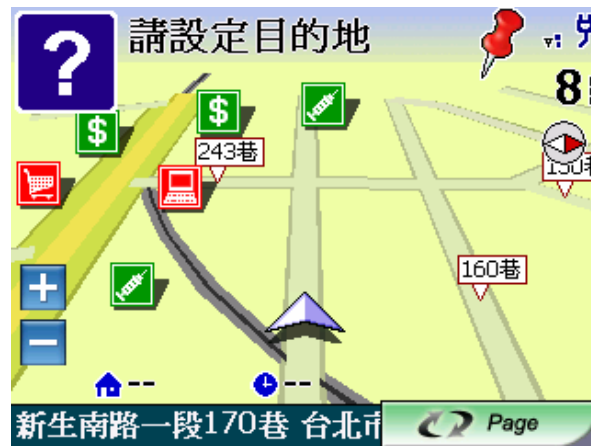 ?
請設定目的地
8
$
$
243巷
160巷
+
-
--
--
新生南路一段170巷 台北市
Page